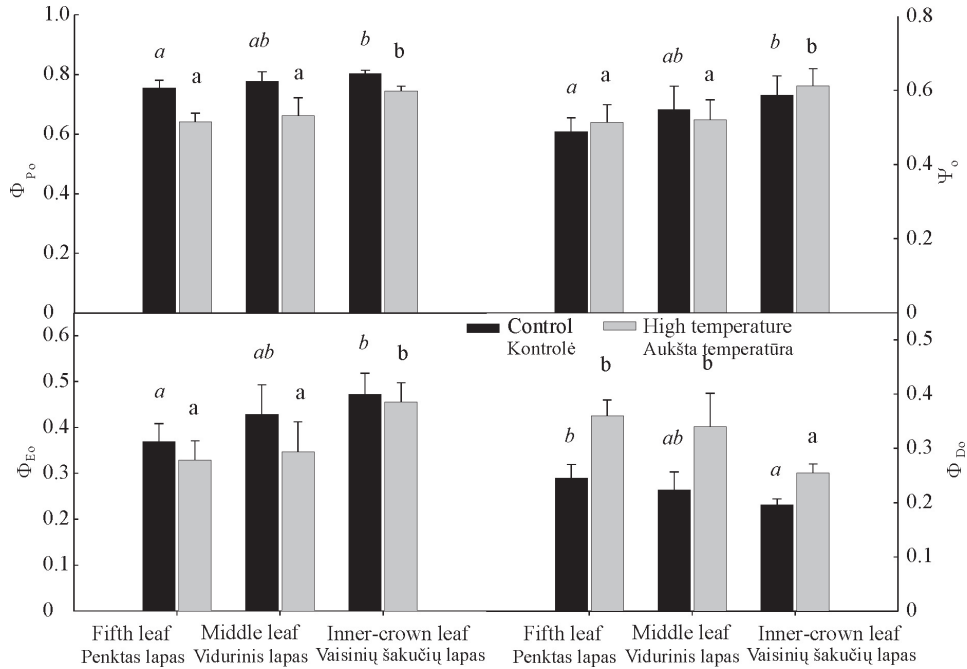 1.0
0.8
0.6
0.4
0.2
0
Φ Po
a
a
ab
a
b
b
0.8
0.6
0.4
0.2
0
Ψ o
a
a
ab
a
b
b
Control
Kontrolė
High temperature
Aukšta temperatūra
0.6
0.5
0.4
0.3
0.2
0.1
0
Φ Eo
a
a
ab
a
b
b
0.5
0.4
0.3
0.2
0.1
0
Φ Do
b
b
ab
b
a
a
Fifth leaf
Penktas lapas
Middle leaf
Vidurinis lapas
Inner-crown leaf
Vaisinių šakučių lapas
Fifth leaf
Penktas lapas
Middle leaf
Vidurinis lapas
Inner-crown leaf
Vaisinių šakučių lapas